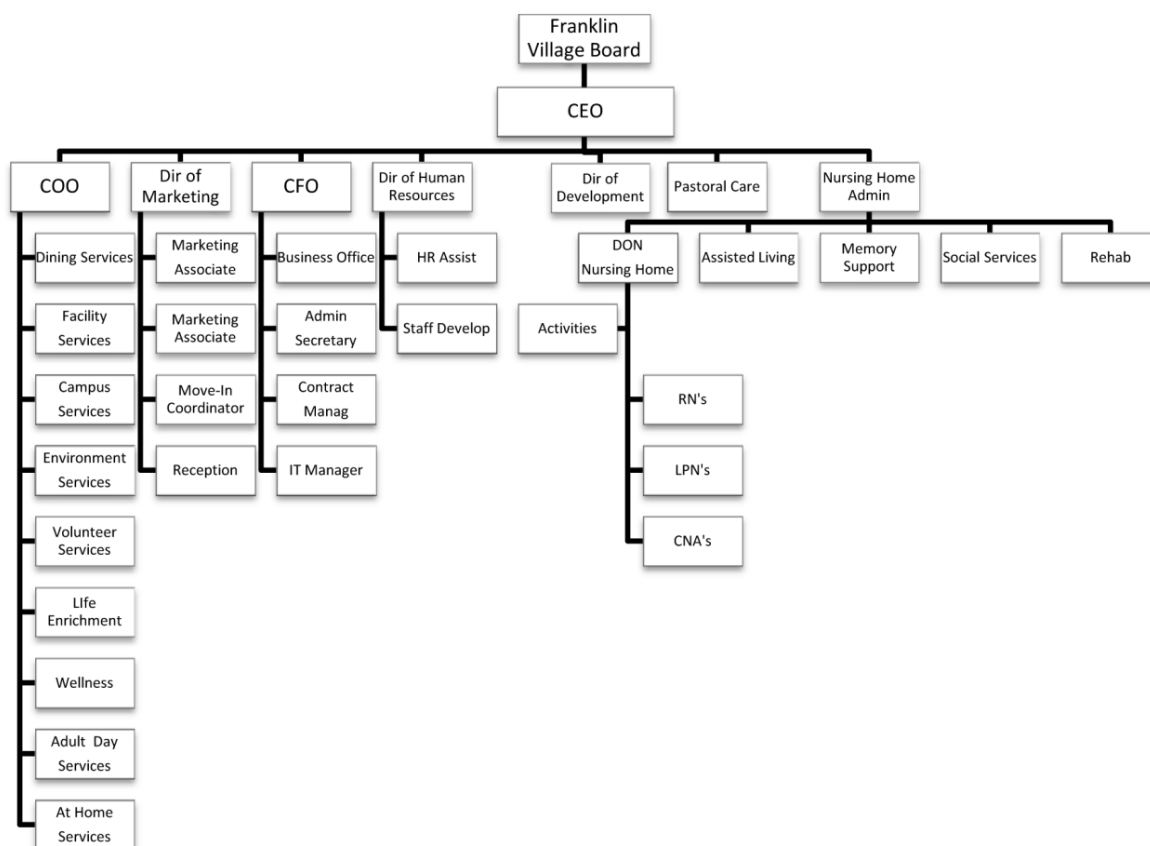 Franklin
Village Board
CEO
COO
Dir of
Marketing
CFO
Dir of Human
Resources
Dir of
Development
Pastoral Care
Nursing Home
Admin
Dining Services
Marketing
Associate
Business Office
HR Assist
DON
Nursing Home
Assisted Living
Memory
Support
Social Services
Rehab
Facility
Services
Marketing
Associate
Admin
Secretary
Staff Develop
Activities
Campus
Services
Move-In
Coordinator
Contract
Manag
RN's
Environment
Services
Reception
IT Manager
LPN's
Volunteer
Services
CNA's
LIfe
Enrichment
Wellness
Adult Day
Services
At Home
Services